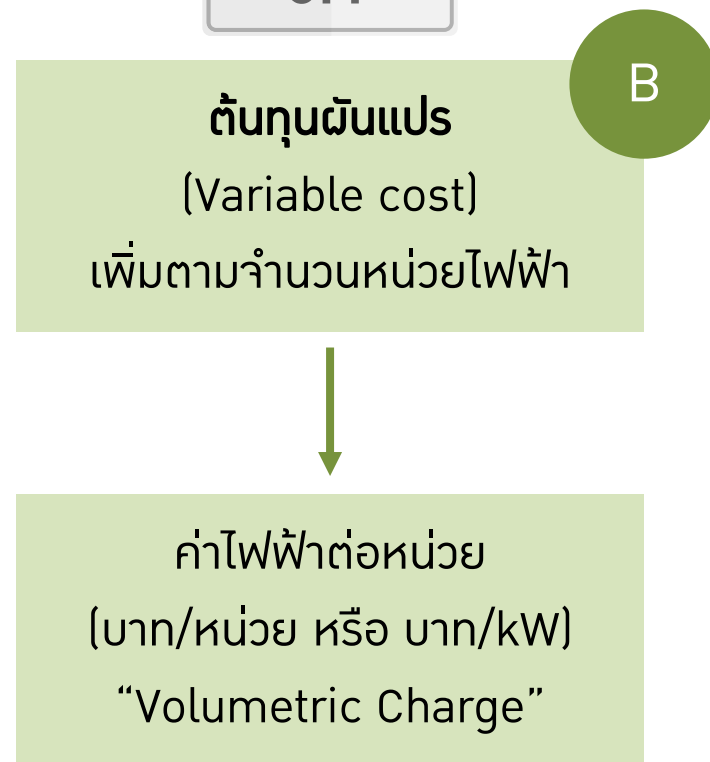 B
ต้นทุนผันแปร
(Variable cost)
เพิ่มตามจำนวนหน่วยไฟฟ้า
ค่าไฟฟ้าต่อหน่วย
(บาท/หน่วย หรือ บาท/kW)
“Volumetric Charge”